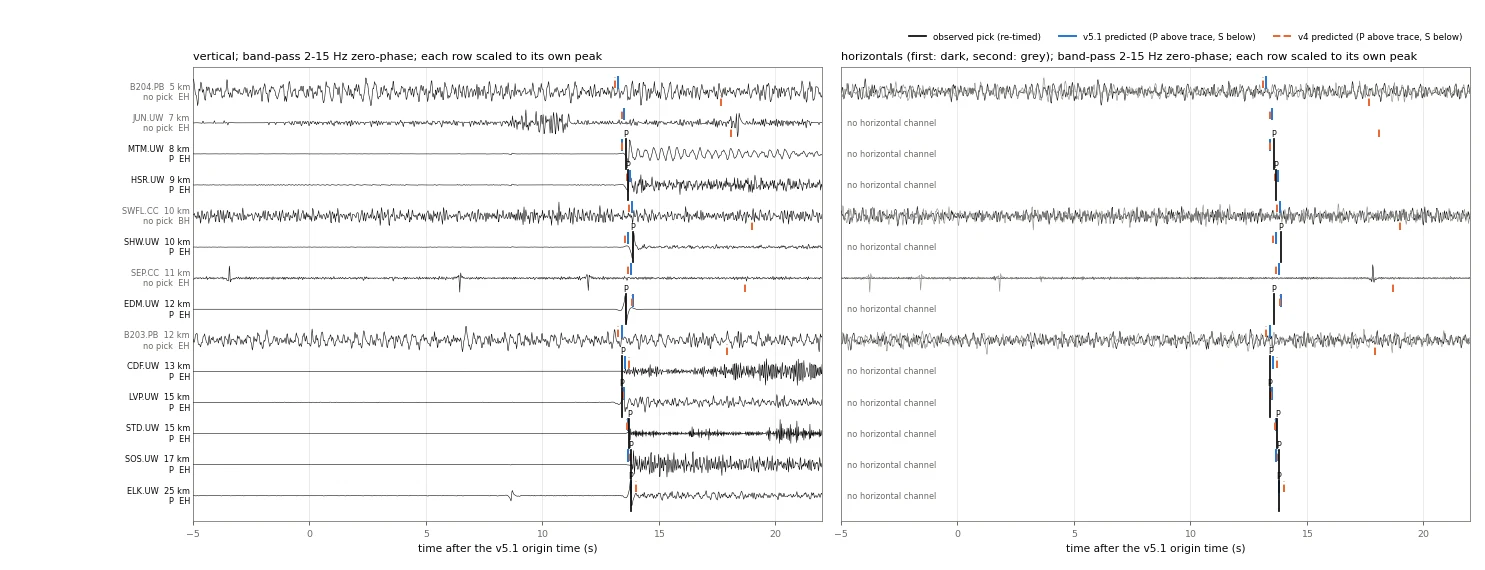 observed pick (re-timed)
v5.1 predicted (P above trace, S below)
v4 predicted (P above trace, S below)
vertical; band-pass 2-15 Hz zero-phase; each row scaled to its own peak
horizontals (first: dark, second: grey); band-pass 2-15 Hz zero-phase; each row scaled to its own peak
B204.PB 5 km
no pick EH
JUN.UW 7 km
no pick EH
no horizontal channel
P
P
MTM.UW 8 km
P EH
no horizontal channel
P
P
HSR.UW 9 km
P EH
no horizontal channel
SWFL.CC 10 km
no pick BH
P
P
SHW.UW 10 km
P EH
no horizontal channel
SEP.CC 11 km
no pick EH
P
P
EDM.UW 12 km
P EH
no horizontal channel
B203.PB 12 km
no pick EH
P
P
CDF.UW 13 km
P EH
no horizontal channel
P
P
LVP.UW 15 km
P EH
no horizontal channel
P
P
STD.UW 15 km
P EH
no horizontal channel
P
P
SOS.UW 17 km
P EH
no horizontal channel
P
P
ELK.UW 25 km
P EH
no horizontal channel
−5 0 5 10 15 20
−5 0 5 10 15 20
time after the v5.1 origin time (s)
time after the v5.1 origin time (s)